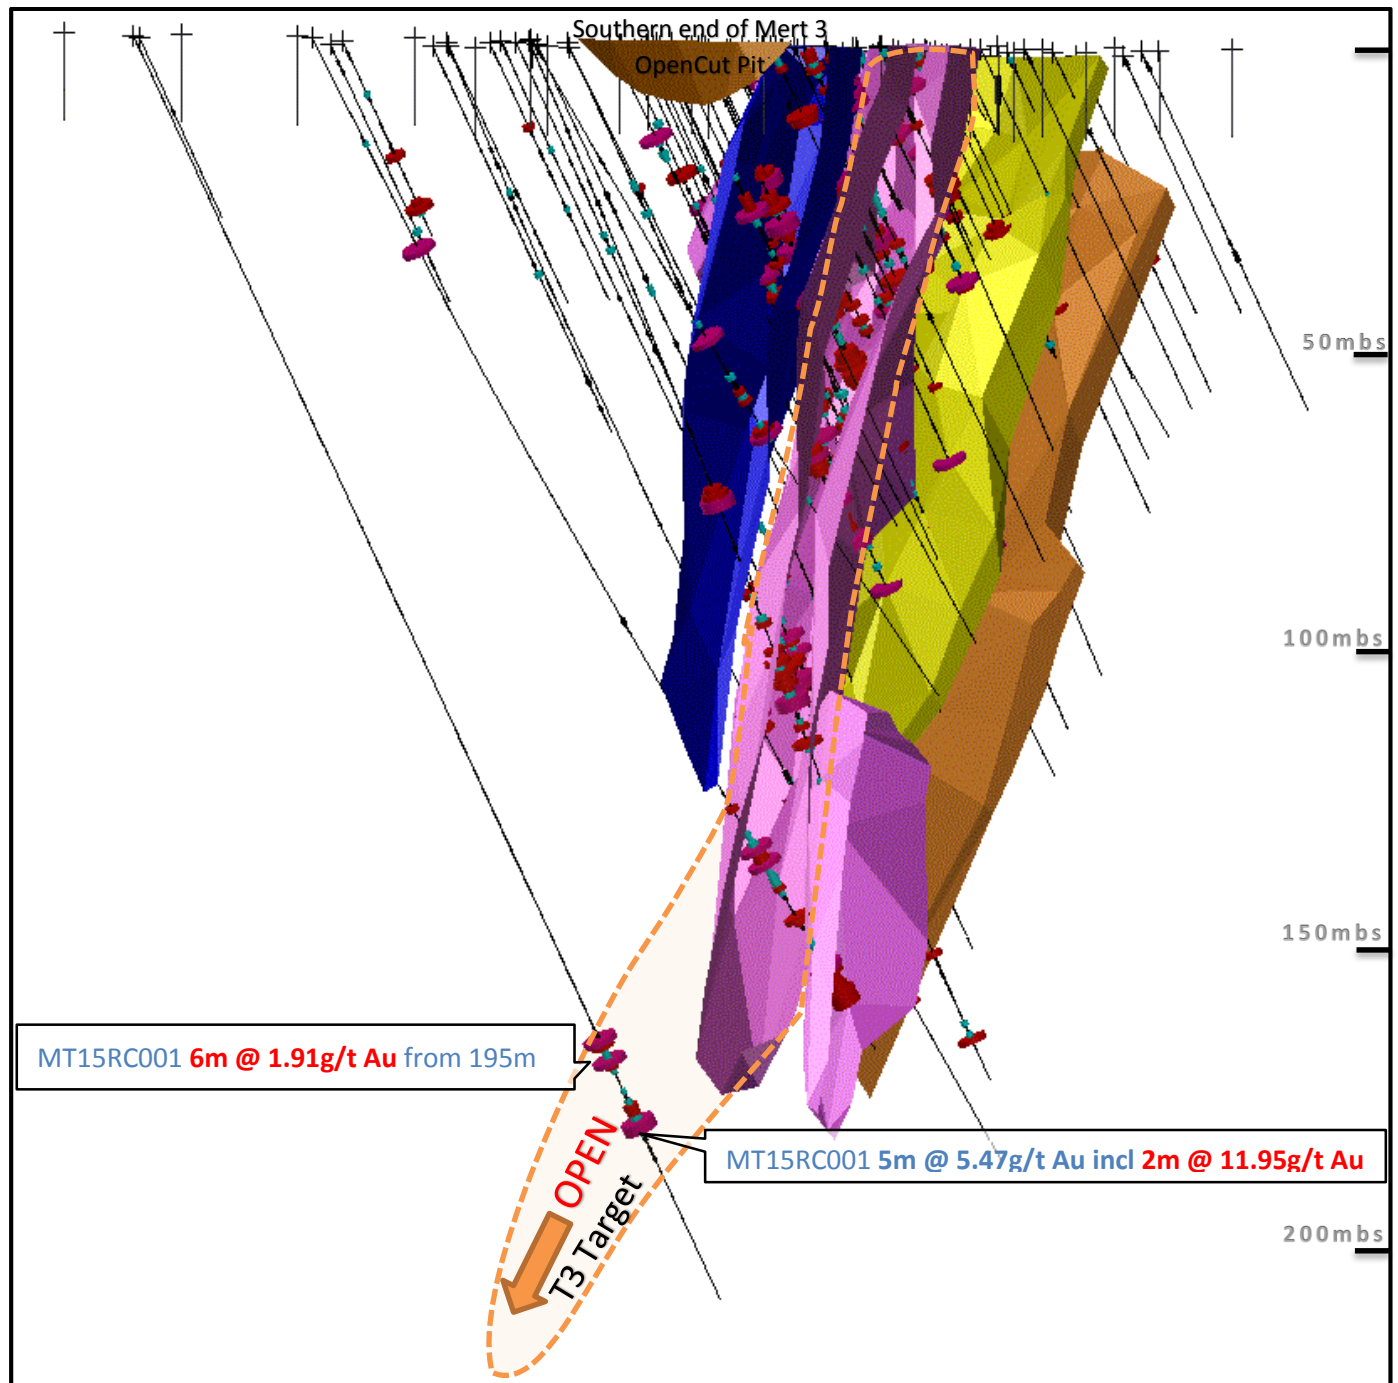 Southern end of Mert 3
OpenCut Pit
50mbs
100mbs
150mbs
MT15RC001 6m @ 1.91g/t Au from 195m
OPEN
MT15RC001 5m @ 5.47g/t Au incl 2m @ 11.95g/t Au
T3 Target
200mbs